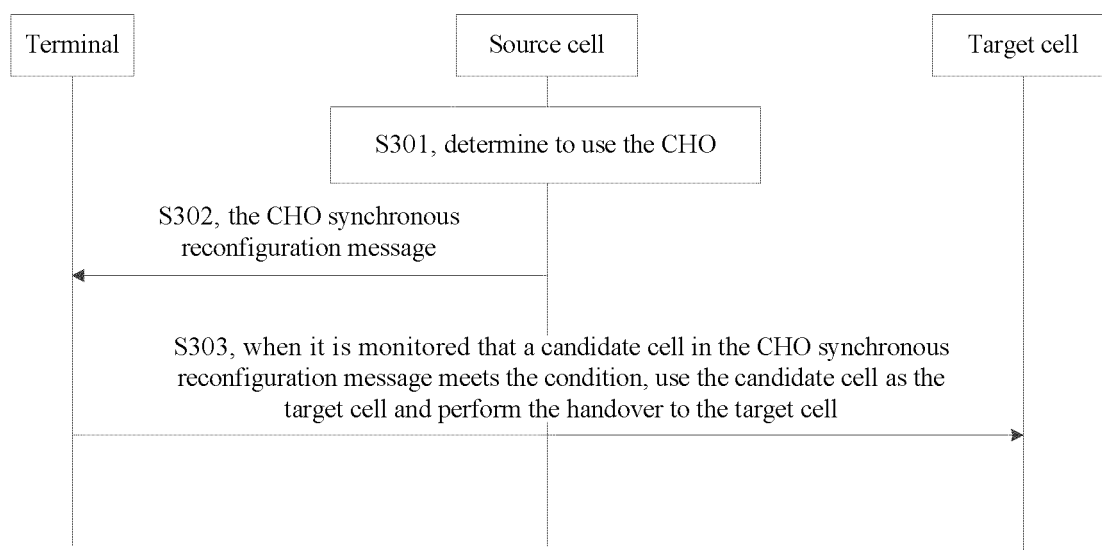 Terminal
Source cell
Target cell
S301, determine to use the CHO
S302, the CHO synchronous
reconfiguration message
S303, when it is monitored that a candidate cell in the CHO synchronous
reconfiguration message meets the condition, use the candidate cell as the
target cell and perform the handover to the target cell